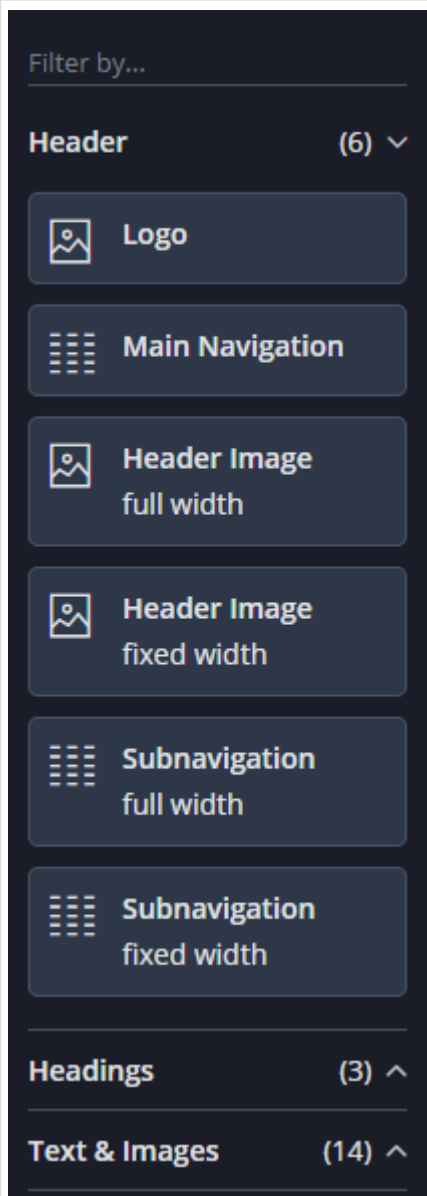 Filter by...
Header (6)
Logo
Main Navigation
Header Image
full width
Header Image
fixed width
Subnavigation
full width
Subnavigation
fixed width
Headings (3)
Text & Images (14)